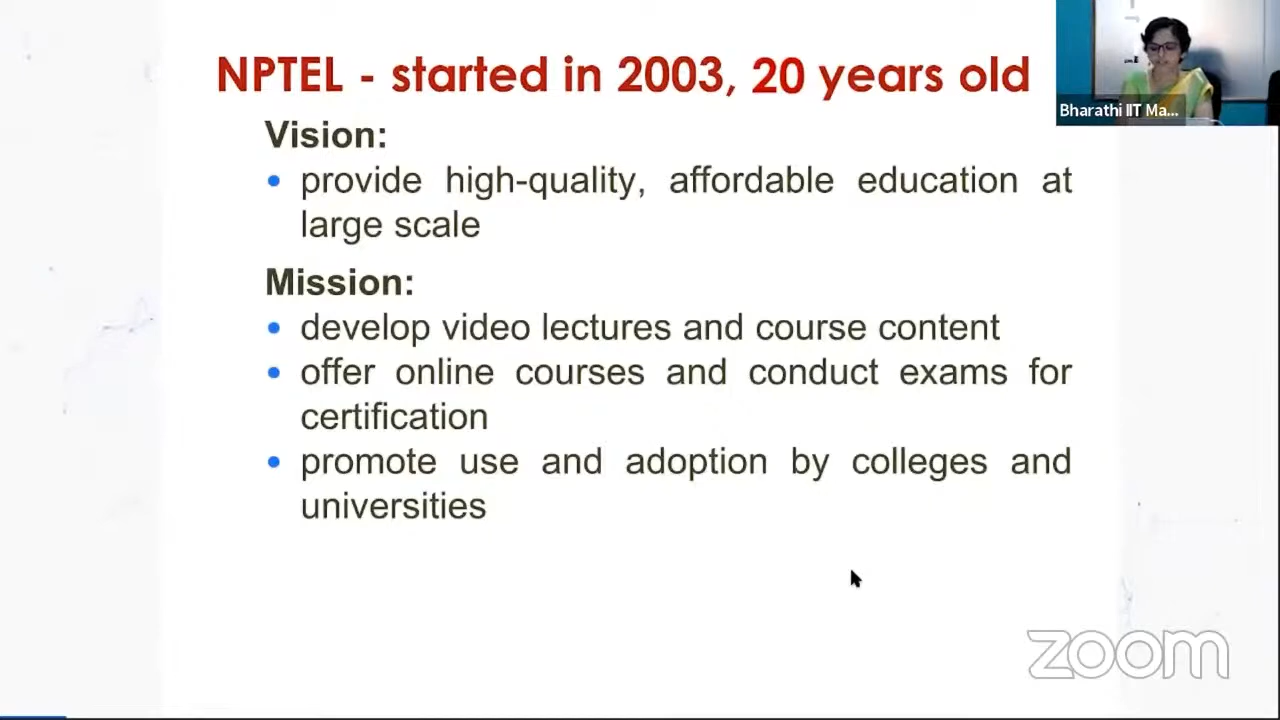 NPTEL - started in 2003, 20 years old
Bharathi IIT Ma...
Vision:
• provide high-quality, affordable education at
large scale
Mission:
• develop video lectures and course content
• offer online courses and conduct exams for
certification
• promote use and adoption by colleges and
universities
zoom